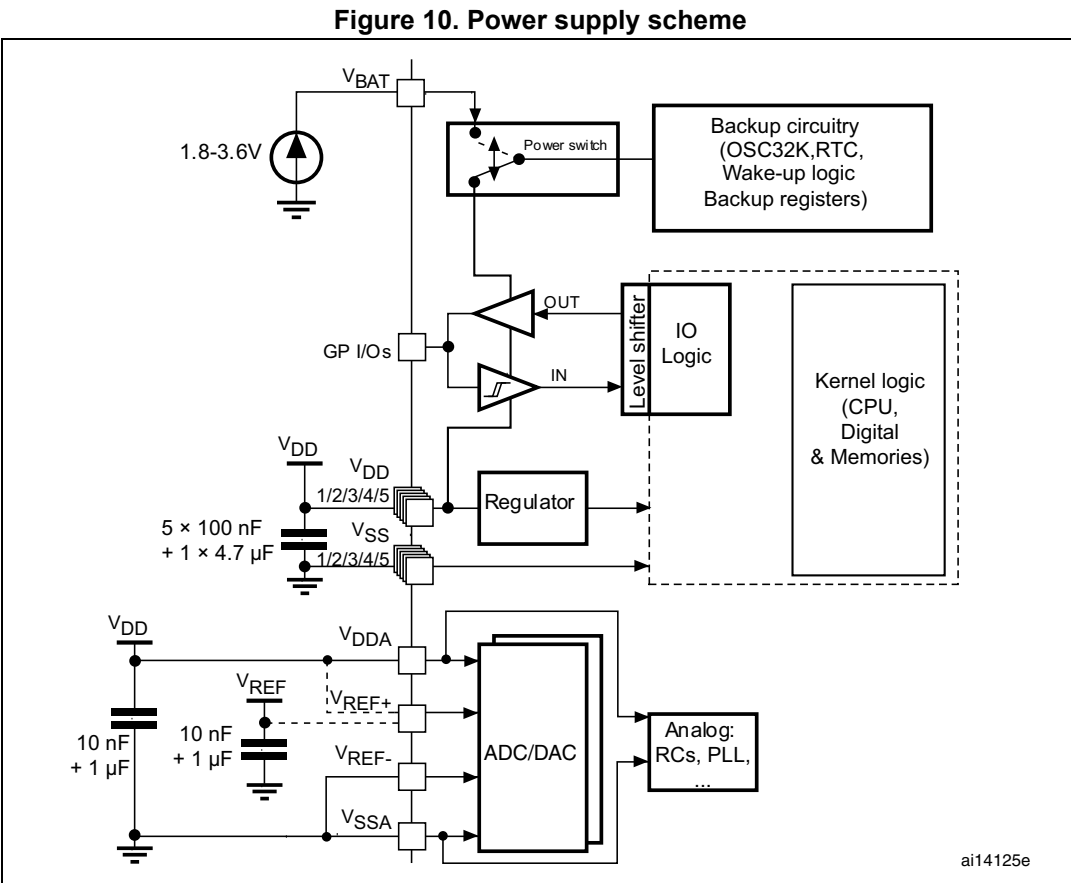 Figure 10. Power supply scheme
VBAT
1.8-3.6V
Power switch
Backup circuitry
(OSC32K,RTC,
Wake-up logic
Backup registers)
OUT
GP I/Os
IN
Level shifter
IO
Logic
Kernel logic
(CPU,
Digital
& Memories)
VDD
VDD
1/2/3/4/5
Regulator
5 × 100 nF
+ 1 × 4.7 µF
VSS
1/2/3/4/5
VDD
VDDA
VREF
VREF+
10 nF
+ 1 µF
10 nF
+ 1 µF
VREF-
ADC/DAC
Analog:
RCs, PLL,
...
VSSA
ai14125e